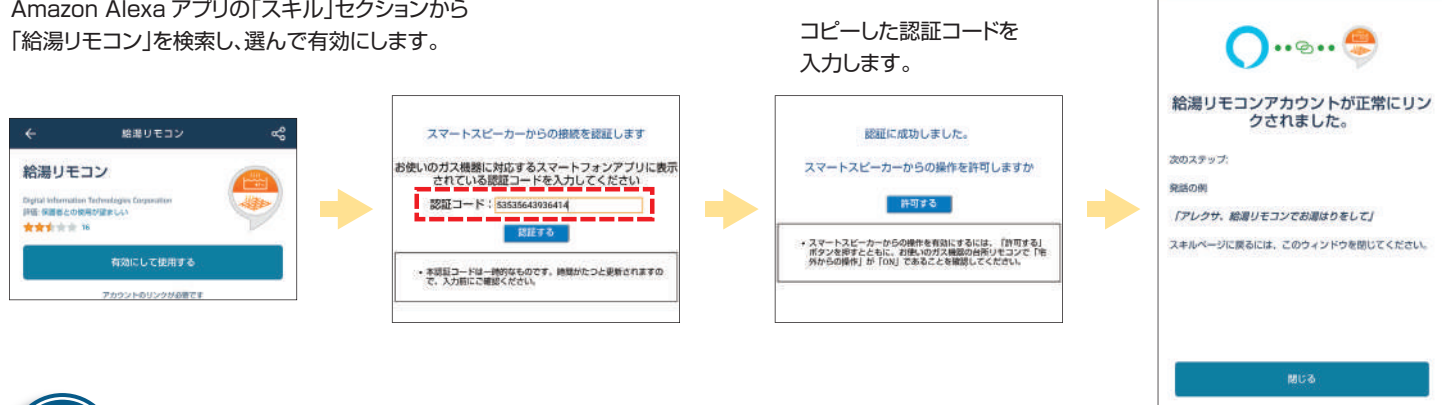 Amazon Alexa アプリの「スキル」セクションから
「給湯リモコン」を検索し、選んで有効にします。
コピーした認証コードを
入力します。
給湯リモコン
給湯リモコン
Digital Information Technologies Corporation
評価: 保護者との使用が望ましい
16
有効にして使用する
アカウントのリンクが必要です
スマートスピーカーからの接続を認証します
お使いのガス機器に対応するスマートフォンアプリに表示
されている認証コードを入力してください
認証コード：53535643936414
認証する
・本認証コードは一時的なものです。時間がたつと更新されますの
で、入力前にご確認ください。
認証に成功しました。
スマートスピーカーからの操作を許可しますか
許可する
・スマートスピーカーからの操作を有効にするには、「許可する」
ボタンを押すとともに、お使いのガス機器の台所リモコンで「宅
外からの操作」が「ON」であることを確認してください。
給湯リモコンアカウントが正常にリン
クされました。
次のステップ:
発話の例
「アレクサ、給湯リモコンでお湯はりをして」
スキルページに戻るには、このウィンドウを閉じてください。
閉じる